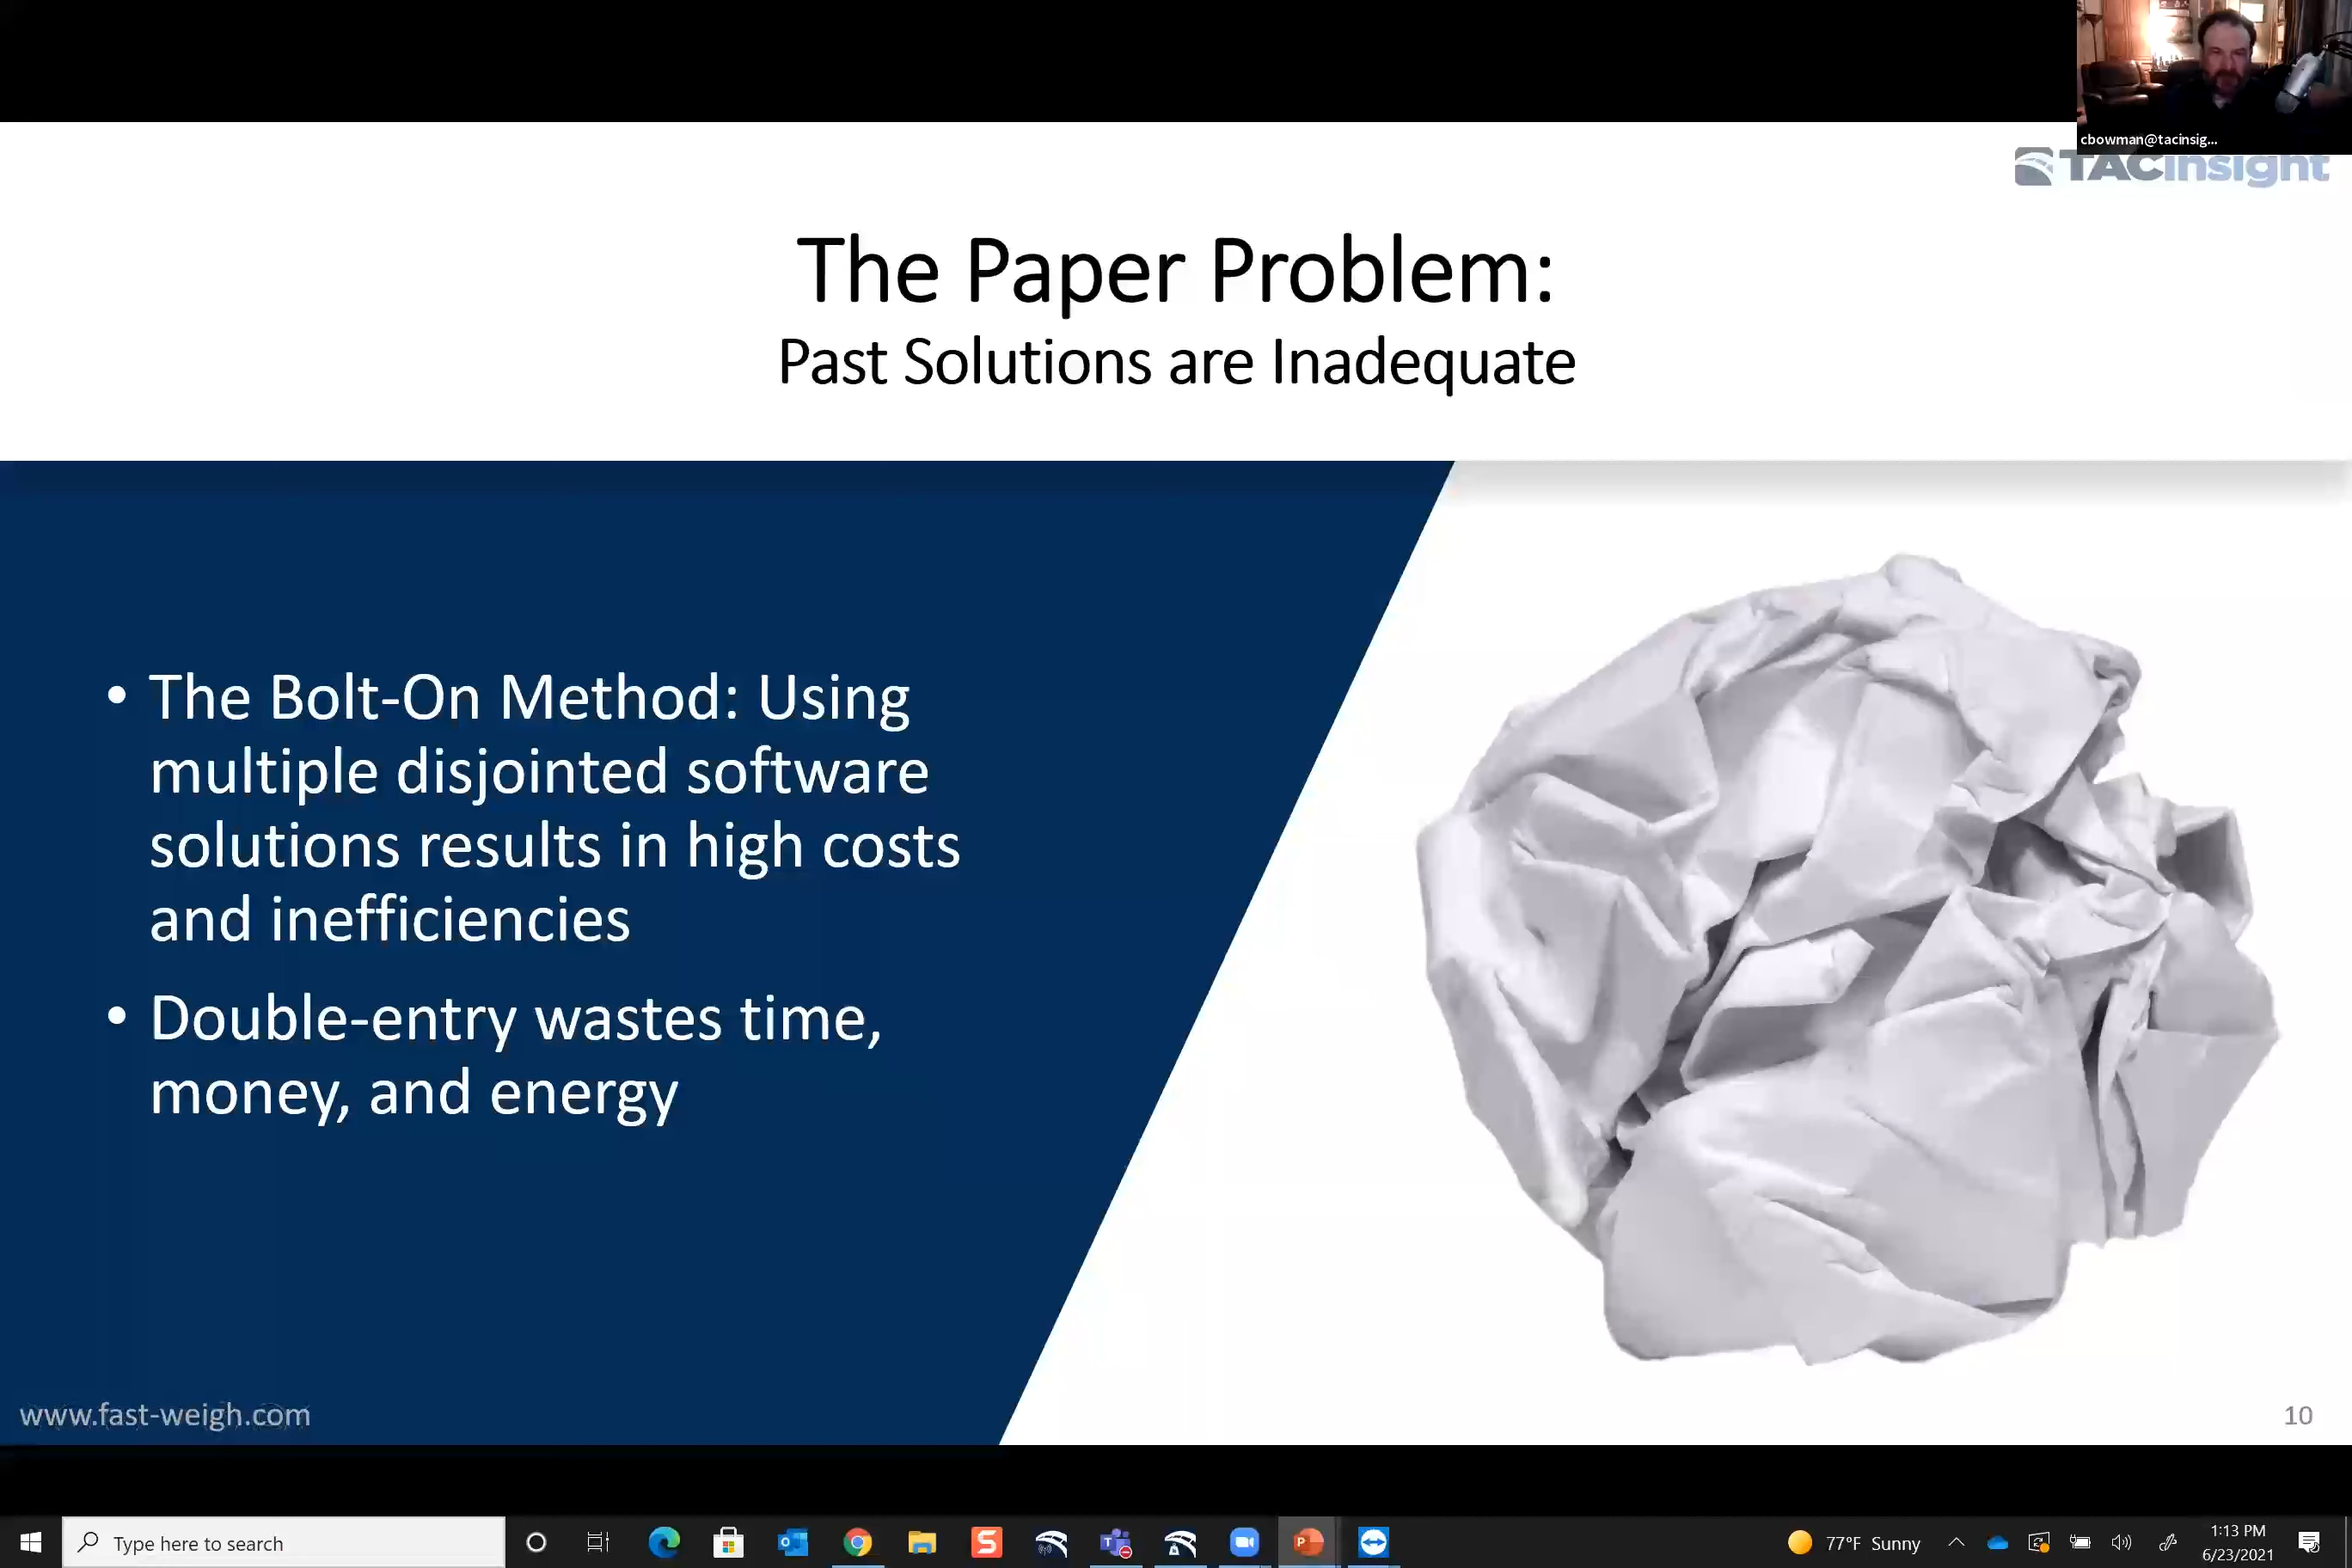 cbowman@tacinsig...
TACinsight
The Paper Problem:
Past Solutions are Inadequate
• The Bolt-On Method: Using
multiple disjointed software
solutions results in high costs
and inefficiencies
• Double-entry wastes time,
money, and energy
www.fast-weigh.com
10
Type here to search
77°F Sunny
1:13 PM
6/23/2021